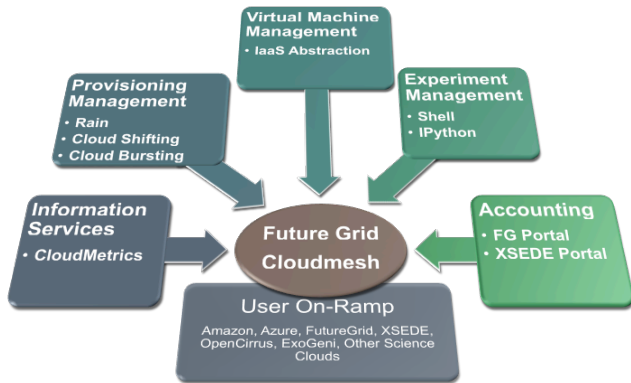 Virtual Machine
Management
• IaaS Abstraction
Provisioning
Management
• Rain
• Cloud Shifting
• Cloud Bursting
Experiment
Management
• Shell
• IPython
Information
Services
• CloudMetrics
Future Grid
Cloudmesh
Accounting
• FG Portal
• XSEDE Portal
User On-Ramp
Amazon, Azure, FutureGrid, XSEDE,
OpenCirrus, ExoGeni, Other Science
Clouds